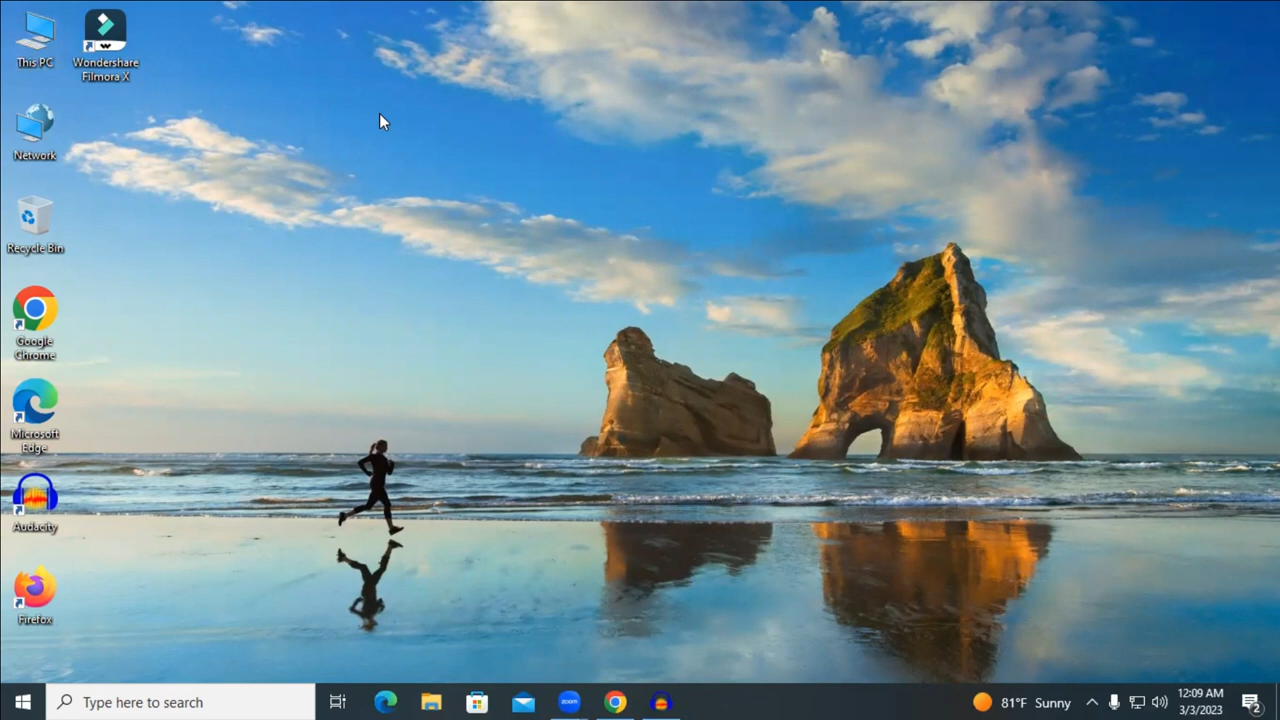 This PC
Wondershare
Filmora X
Network
Recycle Bin
Google
Chrome
Microsoft
Edge
Audacity
Firefox
Type here to search
zoom
81°F Sunny
12:09 AM
3/3/2023
2